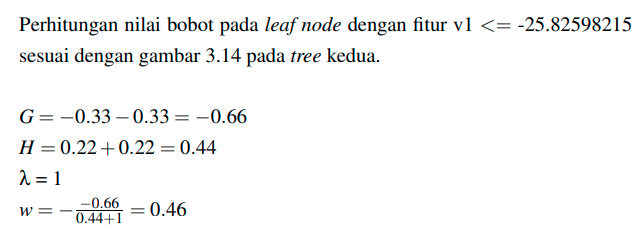 Perhitungan nilai bobot pada leaf node dengan fitur v1 <= -25.82598215
sesuai dengan gambar 3.14 pada tree kedua.
G = −0.33 − 0.33 = −0.66
H = 0.22 + 0.22 = 0.44
λ = 1
w = − −0.66 / 0.44+1 = 0.46